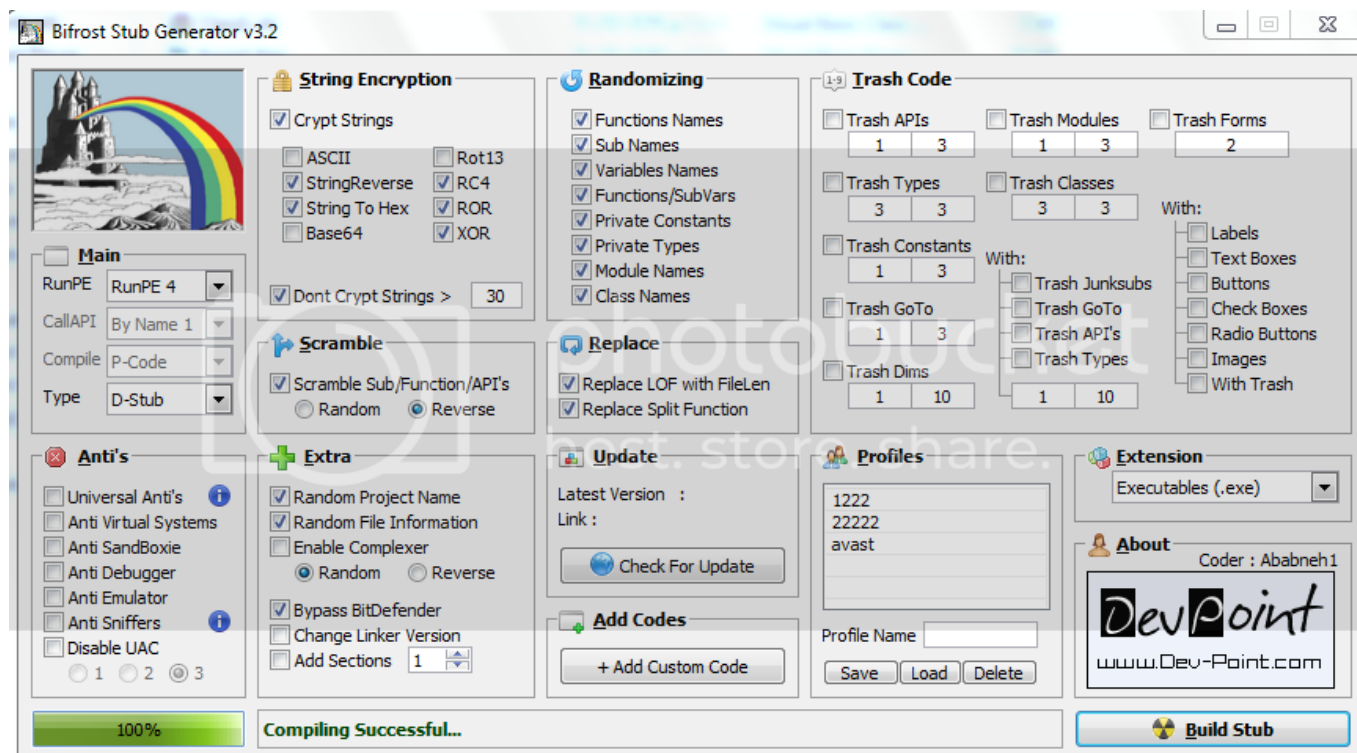 Bifrost Stub Generator v3.2
String Encryption
Crypt Strings
ASCII Rot13
StringReverse RC4
String To Hex ROR
Base64 XOR
Dont Crypt Strings > 30
Randomizing
Functions Names
Sub Names
Variables Names
Functions/SubVars
Private Constants
Private Types
Module Names
Class Names
1-9 Trash Code
Trash APIs Trash Modules Trash Forms
1 3 1 3 2
Trash Types Trash Classes
3 3 3 3
Trash Constants
1 3
Trash GoTo
1 3
Trash Dims
1 10
With:
Trash Junksubs
Trash GoTo
Trash API's
Trash Types
1 10
With:
Labels
Text Boxes
Buttons
Check Boxes
Radio Buttons
Images
With Trash
Main
RunPE RunPE 4
CallAPI By Name 1
Compile P-Code
Type D-Stub
Scramble
Scramble Sub/Function/API's
Random Reverse
Replace
Replace LOF with FileLen
Replace Split Function
photobucket
host. store. share.
Anti's
Universal Anti's
Anti Virtual Systems
Anti SandBoxie
Anti Debugger
Anti Emulator
Anti Sniffers
Disable UAC
1 2 3
Extra
Random Project Name
Random File Information
Enable Complexer
Random Reverse
Bypass BitDefender
Change Linker Version
Add Sections 1
Update
Latest Version :
Link :
Check For Update
Add Codes
+ Add Custom Code
Profiles
1222
22222
avast
Profile Name
Save Load Delete
Extension
Executables (.exe)
About
Coder : Ababneh1
DevPoint
www.Dev-Point.com
100%
Compiling Successful...
Build Stub